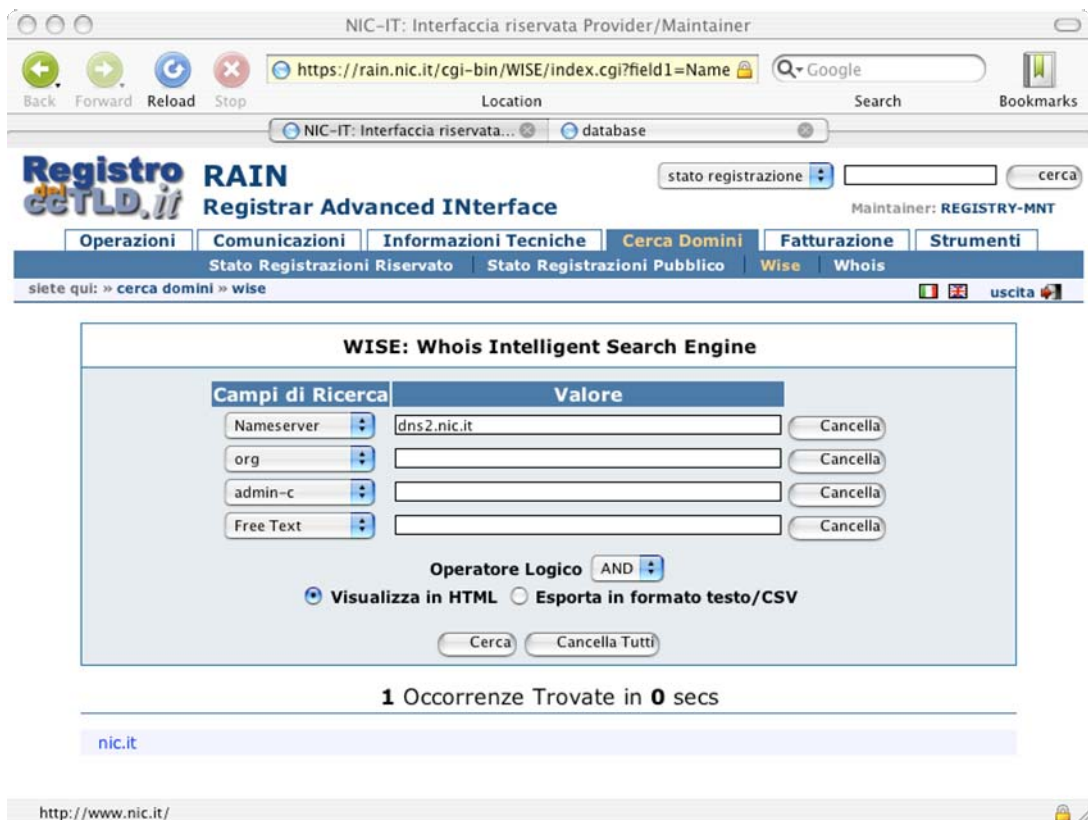 NIC-IT: Interfaccia riservata Provider/Maintainer
https://rain.nic.it/cgi-bin/WISE/index.cgi?field1=Name Google
Back Forward Reload Stop Location Search Bookmarks
NIC-IT: Interfaccia riservata... database
Registro del ccTLD.it
RAIN
Registrar Advanced INterface
stato registrazione cerca
Maintainer: REGISTRY-MNT
Operazioni Comunicazioni Informazioni Tecniche Cerca Domini Fatturazione Strumenti
Stato Registrazioni Riservato Stato Registrazioni Pubblico Wise Whois
siete qui: » cerca domini » wise uscita
WISE: Whois Intelligent Search Engine
Campi di Ricerca Valore
Nameserver dns2.nic.it Cancella
org Cancella
admin-c Cancella
Free Text Cancella
Operatore Logico AND
Visualizza in HTML Esporta in formato testo/CSV
Cerca Cancella Tutti
1 Occorrenze Trovate in 0 secs
nic.it
http://www.nic.it/